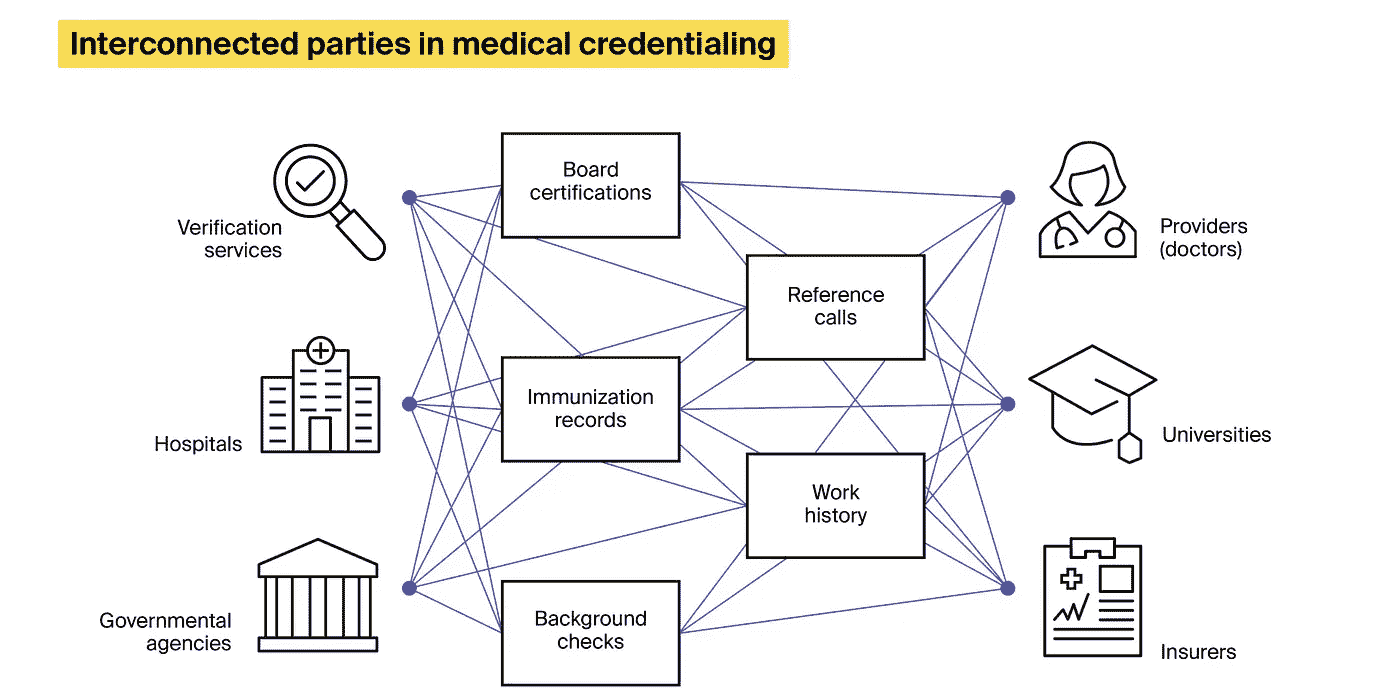 Interconnected parties in medical credentialing
Verification
services
Hospitals
Governmental
agencies
Board
certifications
Immunization
records
Background
checks
Reference
calls
Work
history
Providers
(doctors)
Universities
Insurers